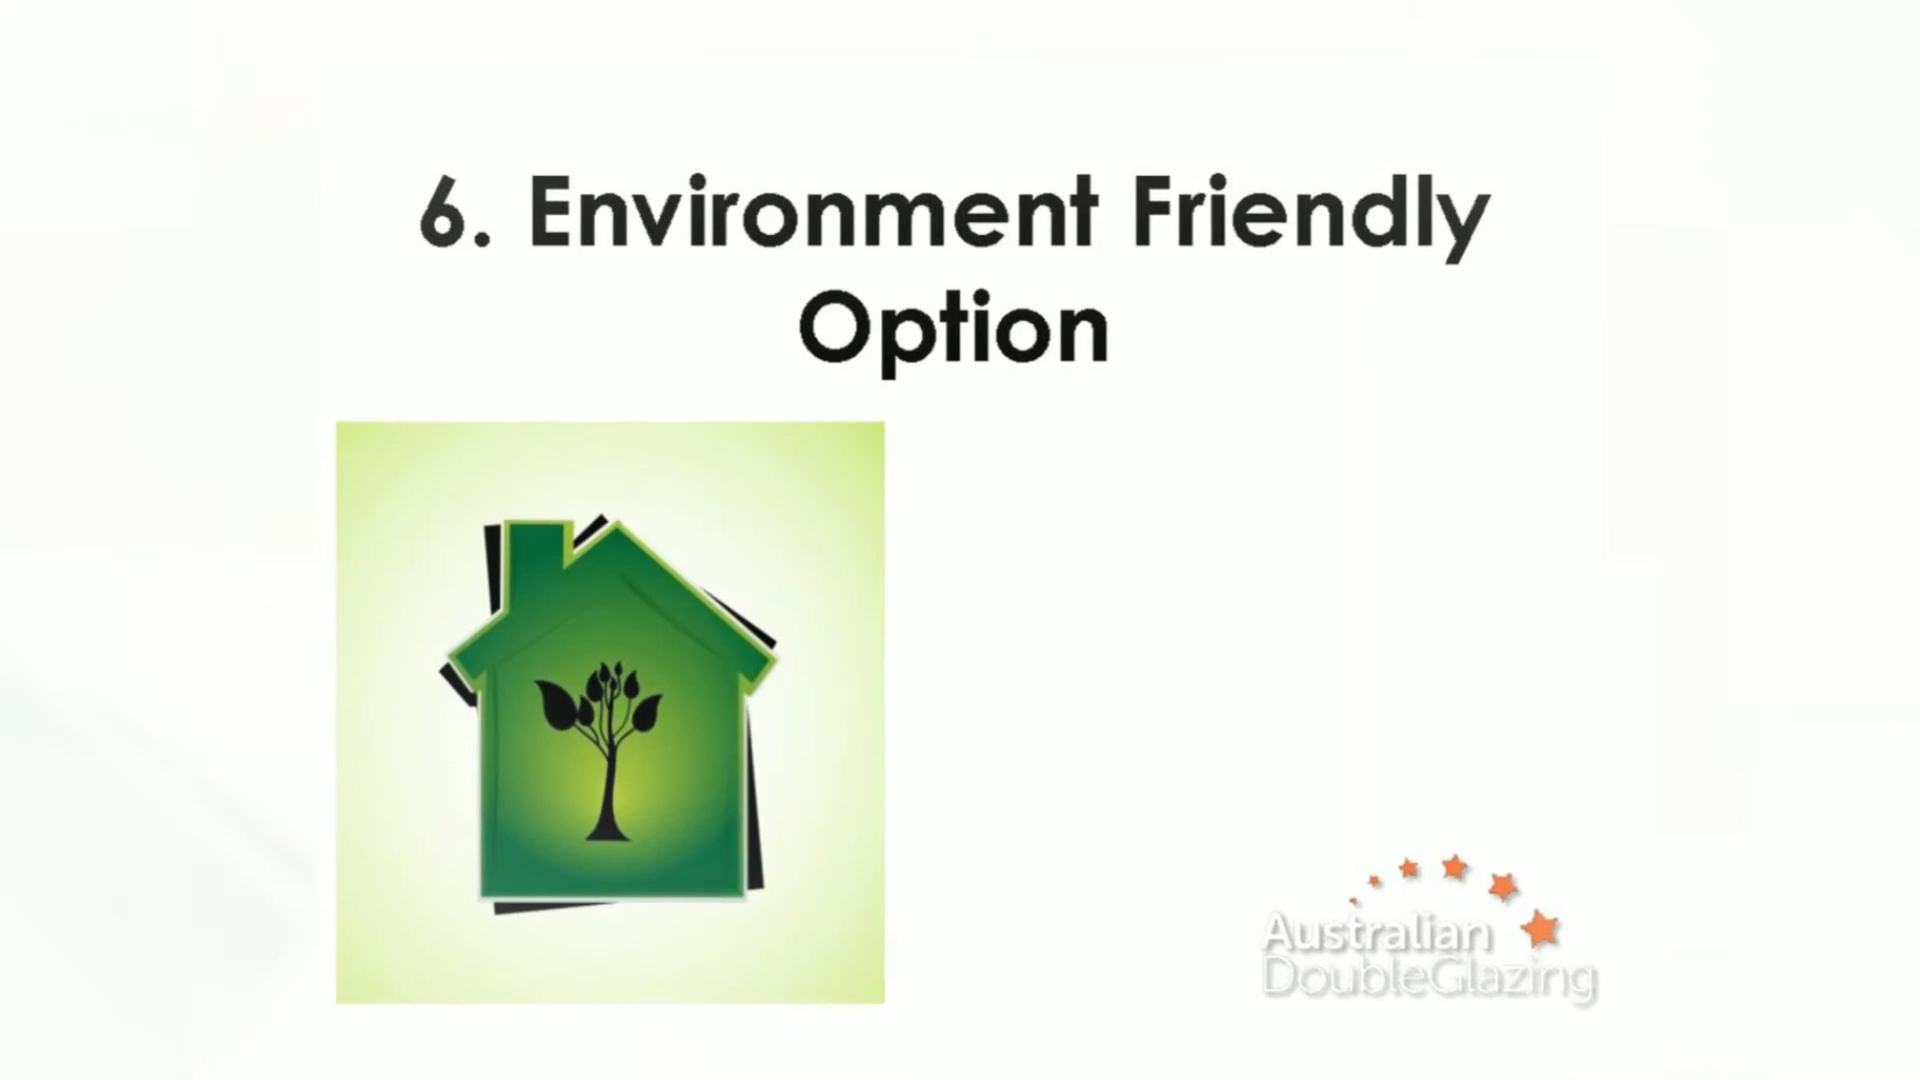 6. Environment Friendly
Option
Australian
DoubleGlazing